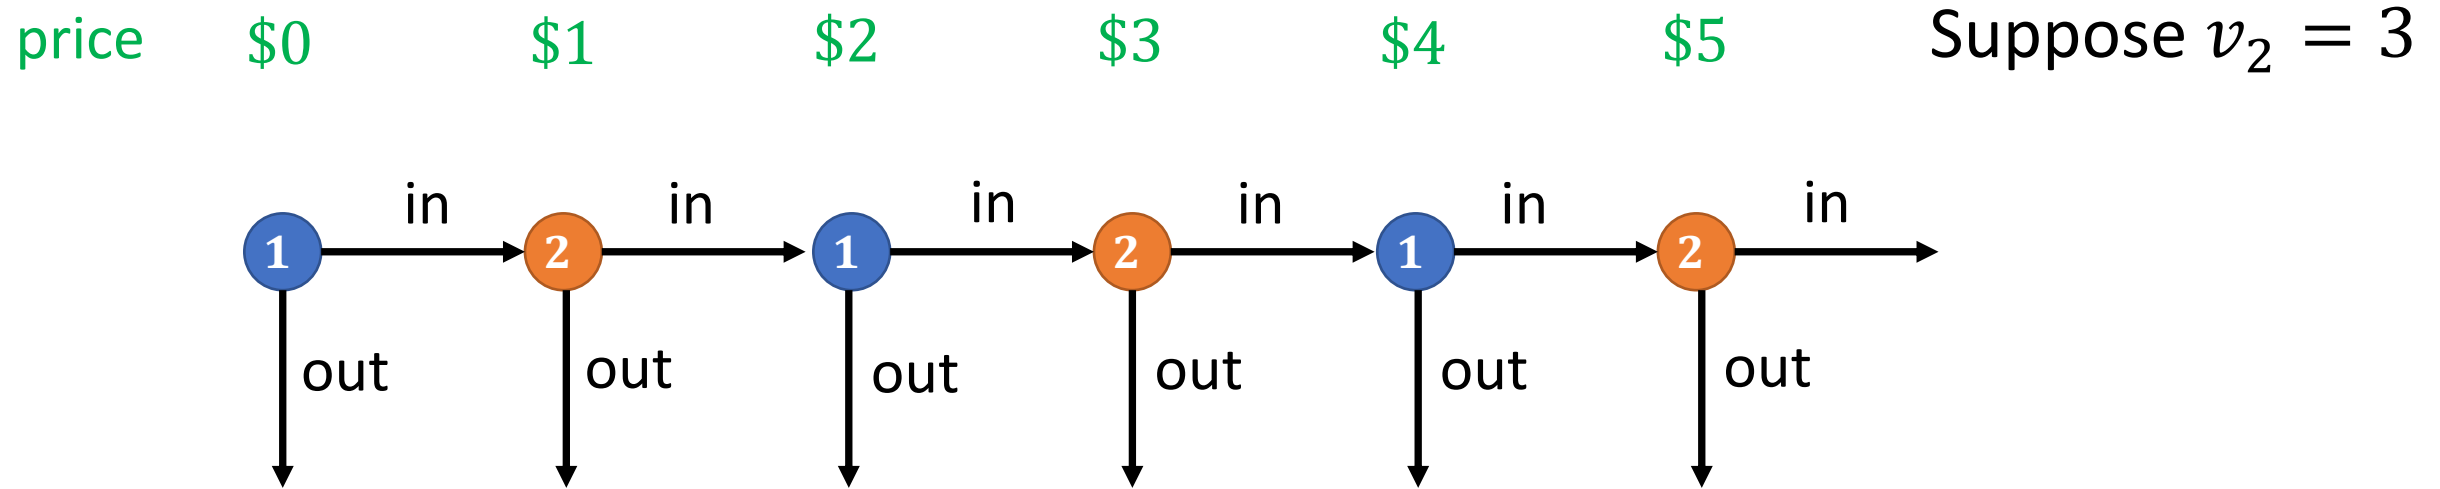 price $0 $1 $2 $3 $4 $5 Suppose v₂ = 3
in in in in in in
1 2 1 2 1 2
out out out out out out